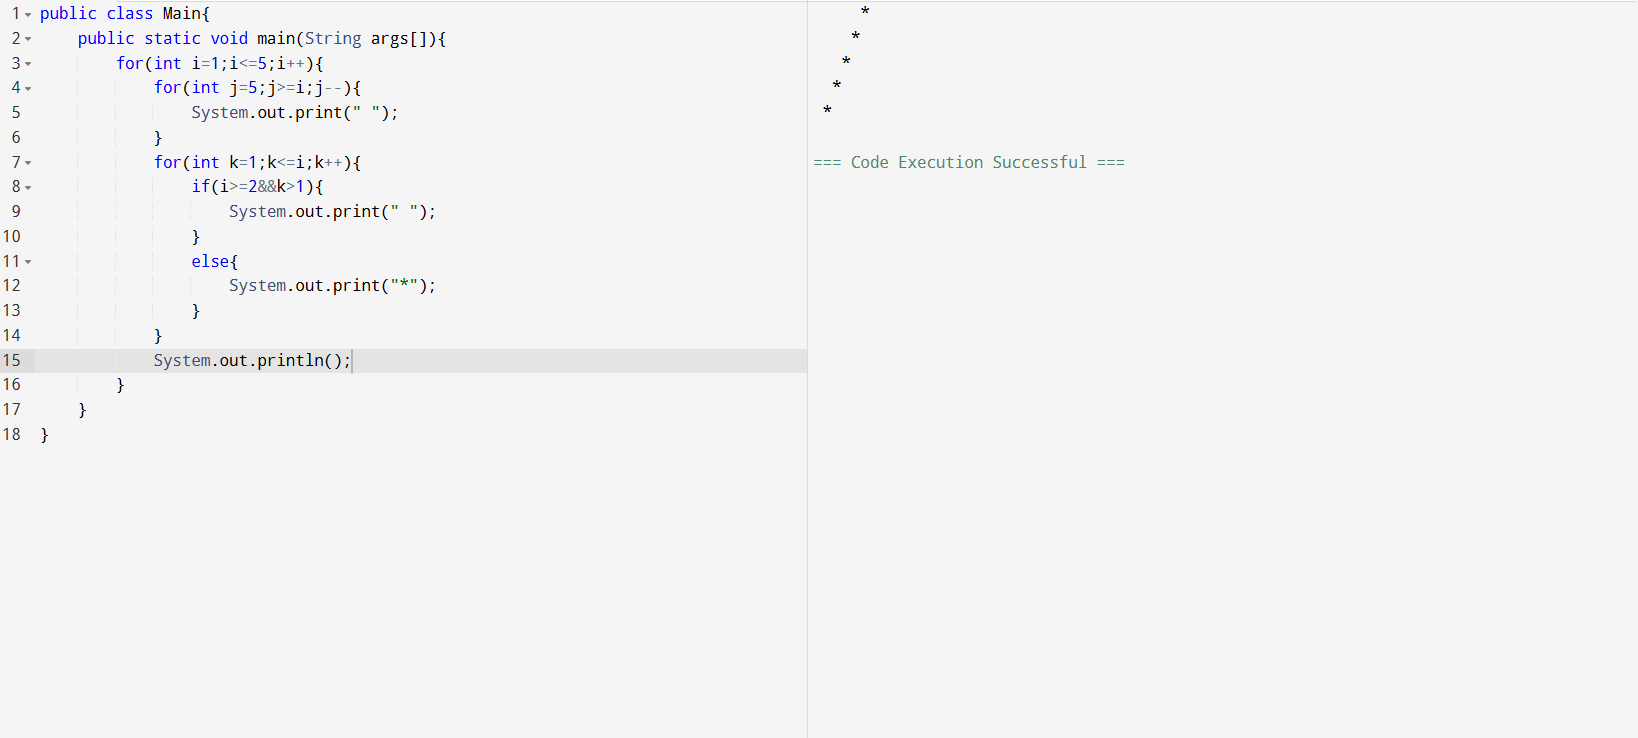 1 public class Main{
2     public static void main(String args[]){
3         for(int i=1;i<=5;i++){
4             for(int j=5;j>=i;j--){
5                 System.out.print(" ");
6             }
7             for(int k=1;k<=i;k++){
8                 if(i>=2&&k>1){
9                     System.out.print(" ");
10                 }
11                 else{
12                     System.out.print("*");
13                 }
14             }
15             System.out.println();
16         }
17     }
18 }
     *
    *
   *
  *
 *
=== Code Execution Successful ===